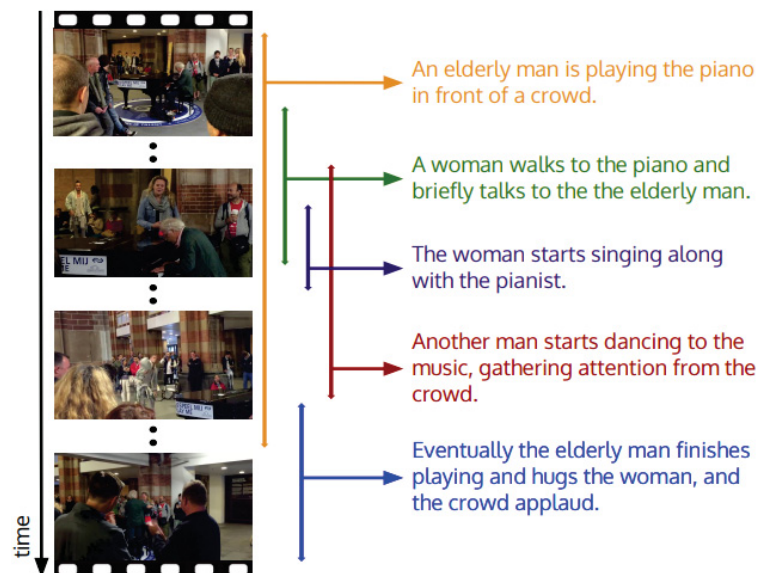 An elderly man is playing the piano
in front of a crowd.
A woman walks to the piano and
briefly talks to the the elderly man.
The woman starts singing along
with the pianist.
Another man starts dancing to the
music, gathering attention from the
crowd.
Eventually the elderly man finishes
playing and hugs the woman, and
the crowd applaud.
time